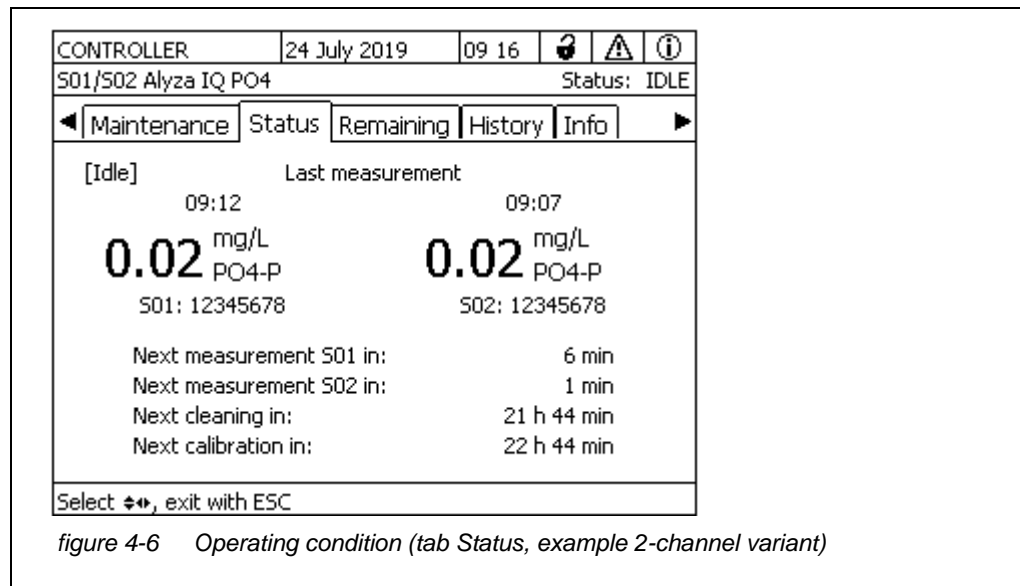 CONTROLLER 24 July 2019 09 16
S01/S02 Alyza IQ PO4 Status: IDLE
Maintenance Status Remaining History Info
[Idle] Last measurement
09:12 09:07
0.02 mg/L PO4-P 0.02 mg/L PO4-P
S01: 12345678 S02: 12345678
Next measurement S01 in: 6 min
Next measurement S02 in: 1 min
Next cleaning in: 21 h 44 min
Next calibration in: 22 h 44 min
Select, exit with ESC
figure 4-6 Operating condition (tab Status, example 2-channel variant)